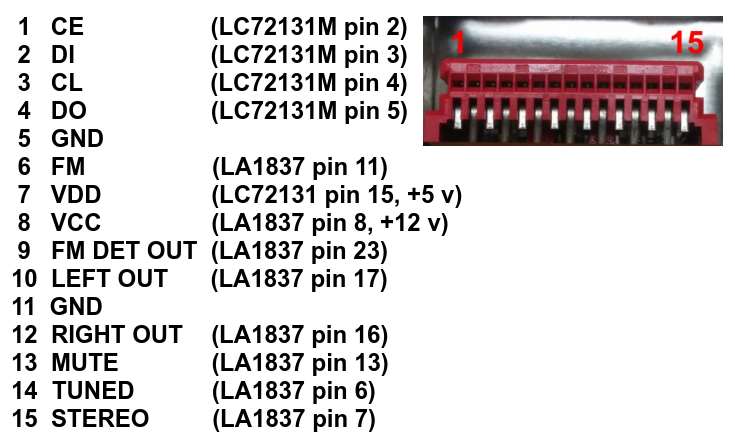 1 CE (LC72131M pin 2)
2 DI (LC72131M pin 3)
3 CL (LC72131M pin 4)
4 DO (LC72131M pin 5)
5 GND
6 FM (LA1837 pin 11)
7 VDD (LC72131 pin 15, +5 v)
8 VCC (LA1837 pin 8, +12 v)
9 FM DET OUT (LA1837 pin 23)
10 LEFT OUT (LA1837 pin 17)
11 GND
12 RIGHT OUT (LA1837 pin 16)
13 MUTE (LA1837 pin 13)
14 TUNED (LA1837 pin 6)
15 STEREO (LA1837 pin 7)
1 15